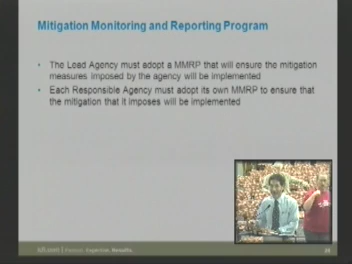 Mitigation Monitoring and Reporting Program
• The Lead Agency must adopt a MMRP that will ensure the mitigation
measures imposed by the agency will be implemented
• Each Responsible Agency must adopt its own MMRP to ensure that
the mitigation that it imposes will be implemented